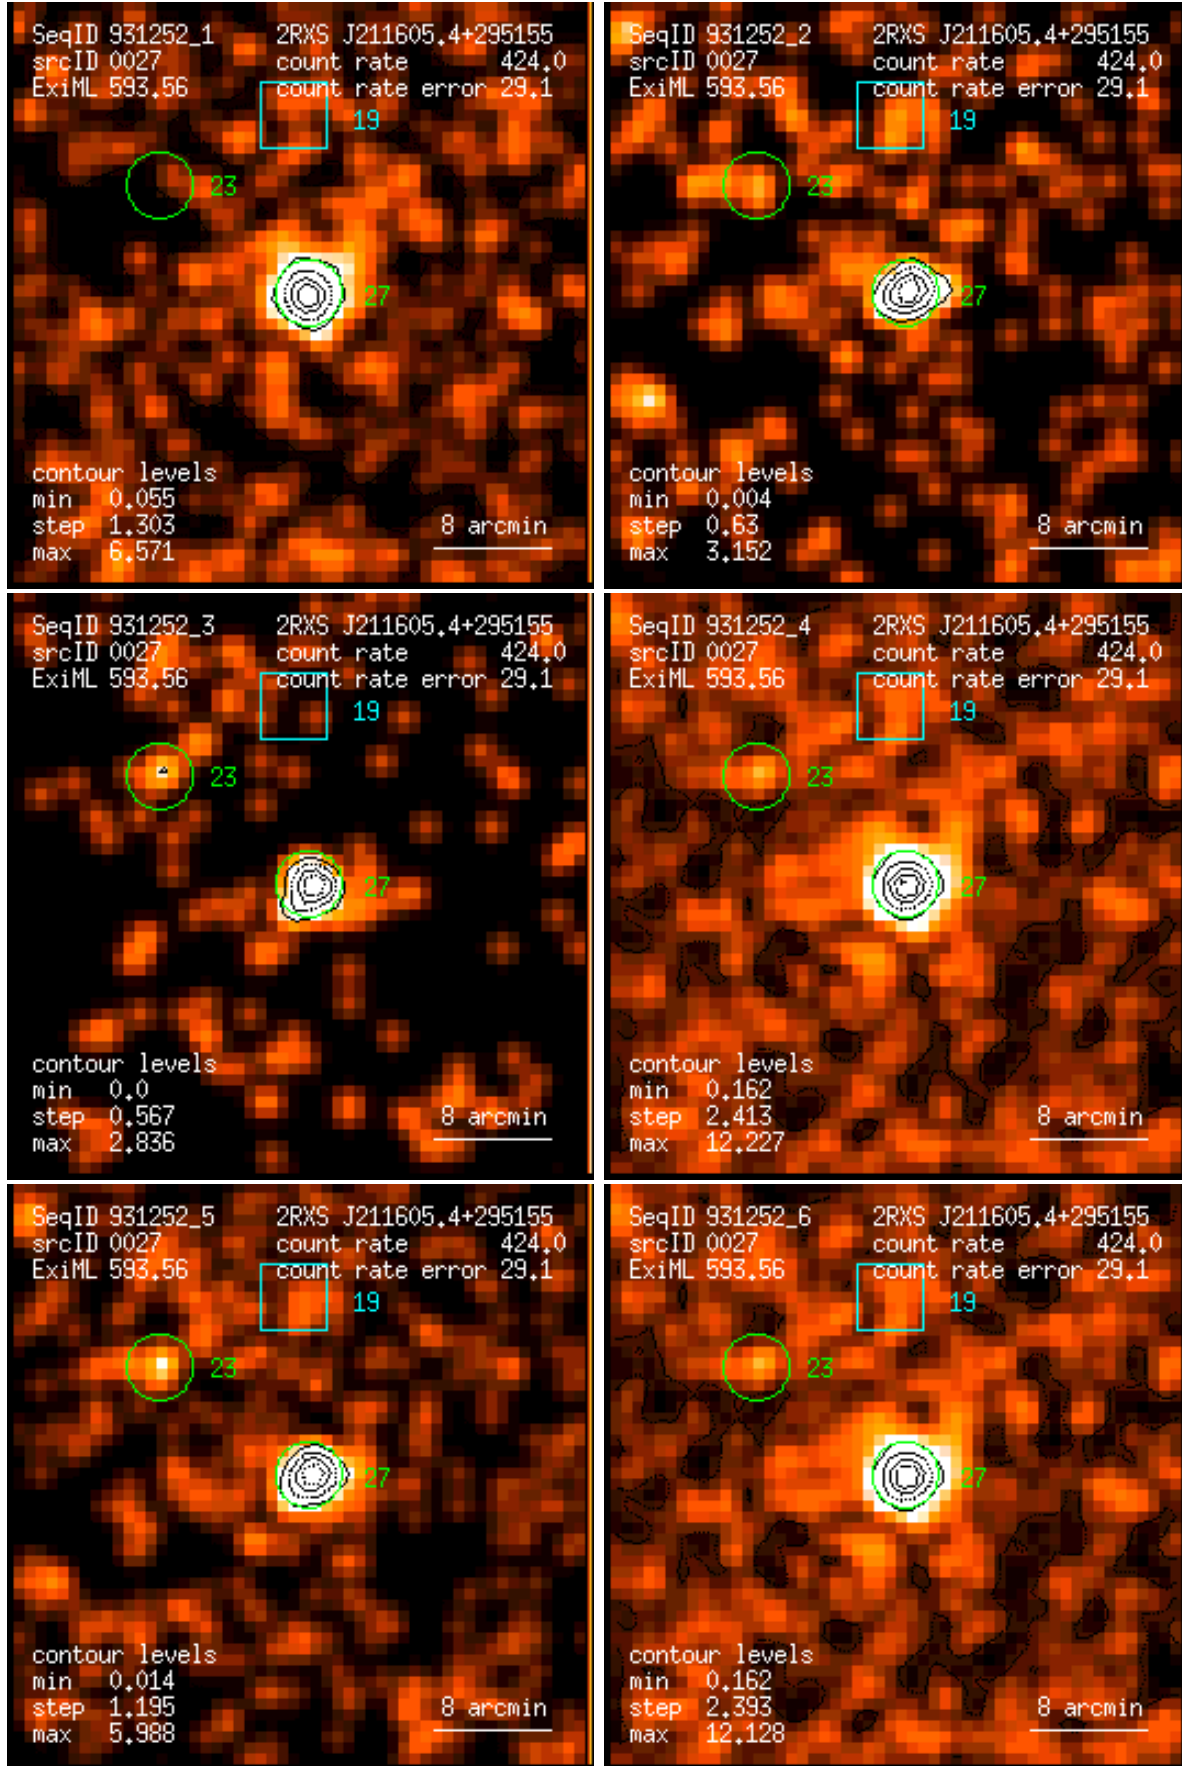 SeqID 931252_1 2RXS J211605.4+295155
srcID 0027 count rate 424.0
ExiML 593.56 count rate error 29.1
19
23
27
contour levels
min 0.055
step 1.303 8 arcmin
max 6.571
SeqID 931252_2 2RXS J211605.4+295155
srcID 0027 count rate 424.0
ExiML 593.56 count rate error 29.1
19
23
27
contour levels
min 0.004
step 0.63 8 arcmin
max 3.152
SeqID 931252_3 2RXS J211605.4+295155
srcID 0027 count rate 424.0
ExiML 593.56 count rate error 29.1
19
23
27
contour levels
min 0.0
step 0.567 8 arcmin
max 2.836
SeqID 931252_4 2RXS J211605.4+295155
srcID 0027 count rate 424.0
ExiML 593.56 count rate error 29.1
19
23
27
contour levels
min 0.162
step 2.413 8 arcmin
max 12.227
SeqID 931252_5 2RXS J211605.4+295155
srcID 0027 count rate 424.0
ExiML 593.56 count rate error 29.1
19
23
27
contour levels
min 0.014
step 1.195 8 arcmin
max 5.988
SeqID 931252_6 2RXS J211605.4+295155
srcID 0027 count rate 424.0
ExiML 593.56 count rate error 29.1
19
23
27
contour levels
min 0.162
step 2.393 8 arcmin
max 12.128